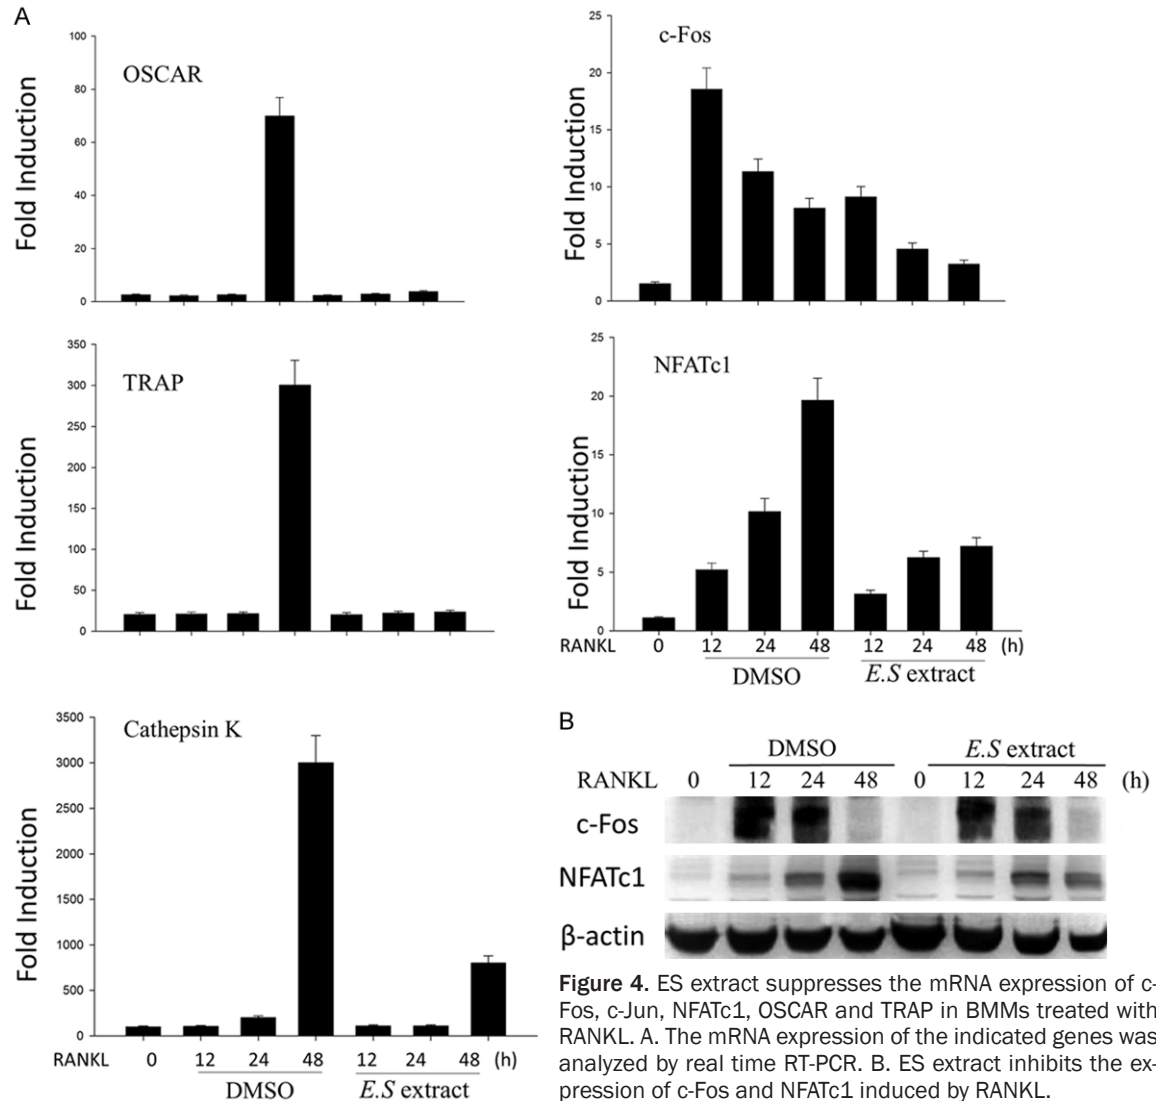 A
OSCAR
Fold Induction
100
80
60
40
20
0
c-Fos
Fold Induction
25
20
15
10
5
0
TRAP
Fold Induction
350
300
250
200
150
100
50
0
NFATc1
Fold Induction
25
20
15
10
5
0
RANKL 0 12 24 48 12 24 48 (h)
DMSO E.S extract
Cathepsin K
Fold Induction
3500
3000
2500
2000
1500
1000
500
0
RANKL 0 12 24 48 12 24 48 (h)
DMSO E.S extract
B
DMSO E.S extract
RANKL 0 12 24 48 0 12 24 48 (h)
c-Fos
NFATc1
β-actin
Figure 4. ES extract suppresses the mRNA expression of c-
Fos, c-Jun, NFATc1, OSCAR and TRAP in BMMs treated with
RANKL. A. The mRNA expression of the indicated genes was
analyzed by real time RT-PCR. B. ES extract inhibits the ex-
pression of c-Fos and NFATc1 induced by RANKL.